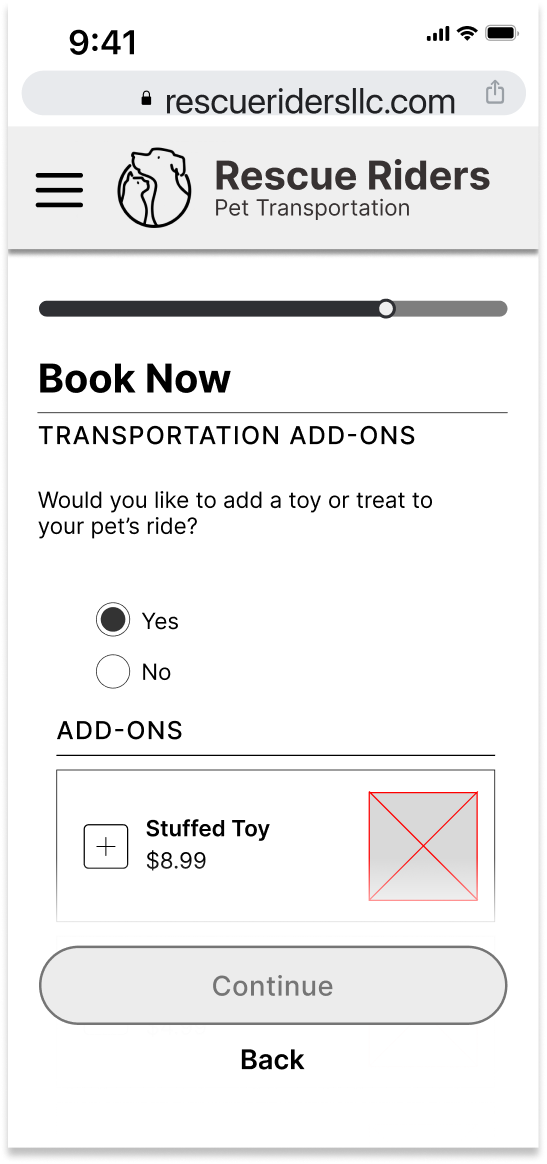 9:41
rescueridersllc.com
Rescue Riders
Pet Transportation
Book Now
TRANSPORTATION ADD-ONS
Would you like to add a toy or treat to
your pet’s ride?
Yes
No
ADD-ONS
Stuffed Toy
$8.99
Continue
Back